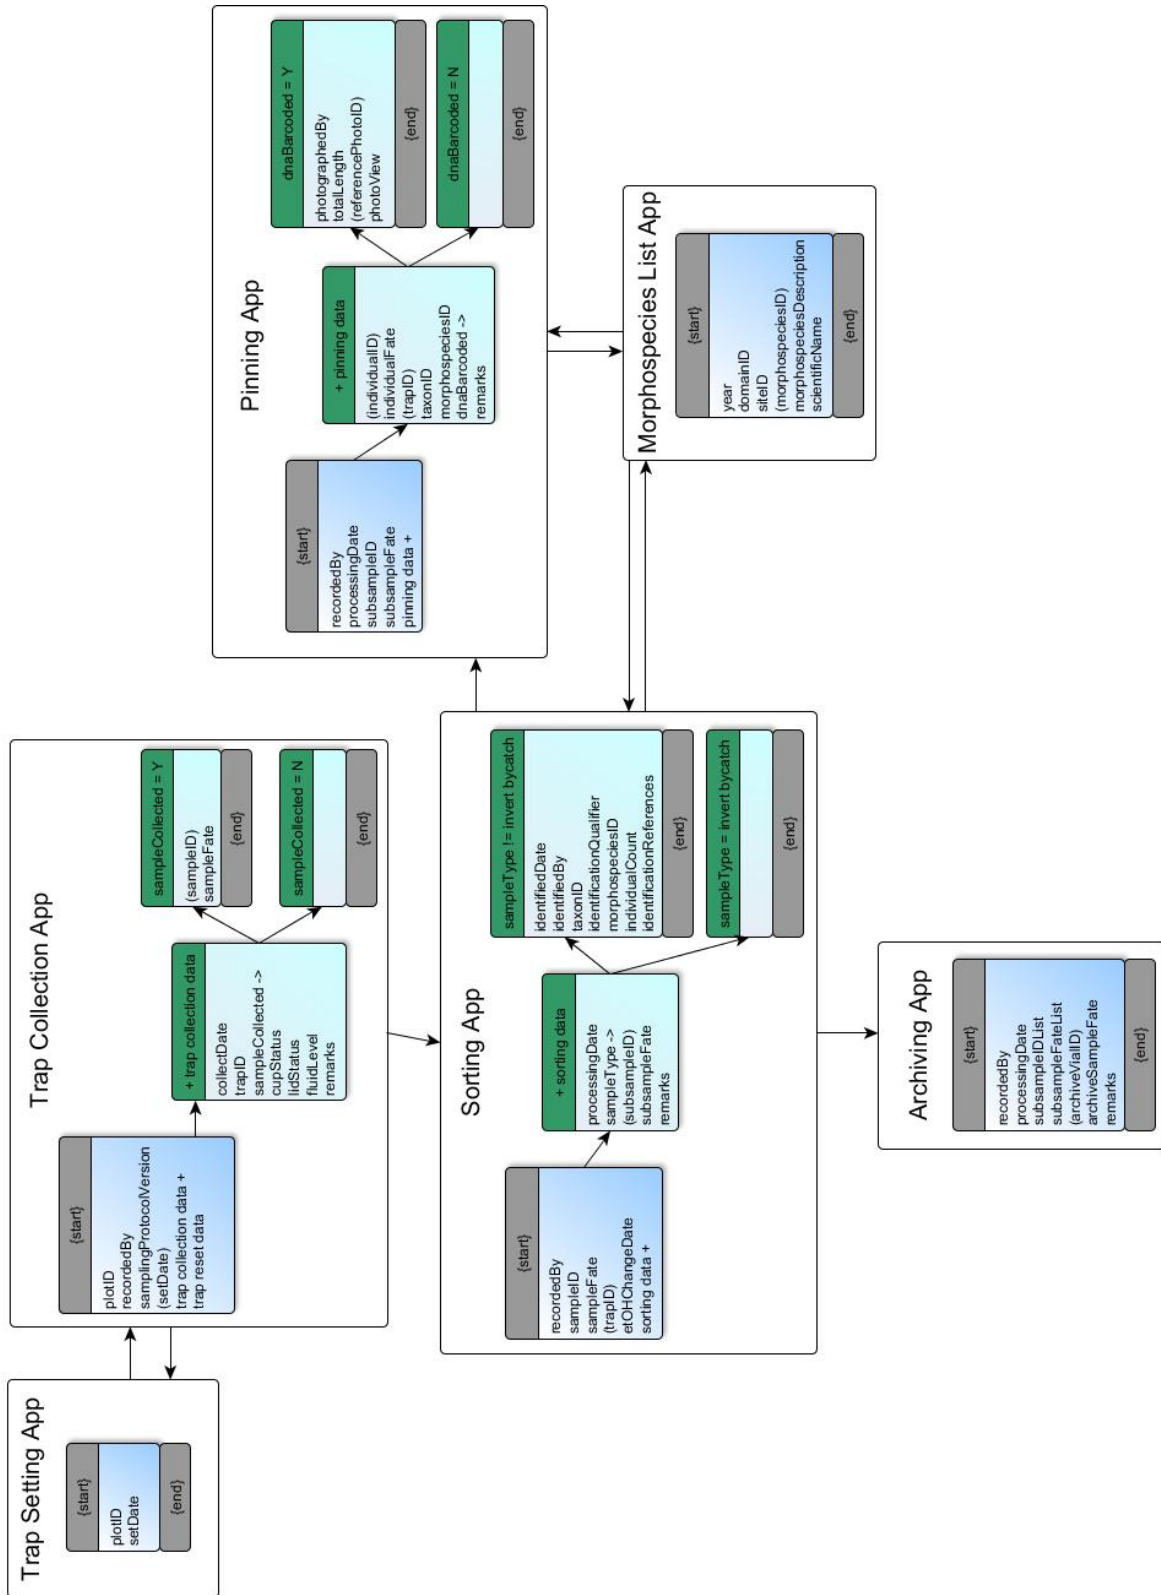 Trap Setting App
{start}
plotID
setDate
{end}
Trap Collection App
{start}
plotID
recordedBy
samplingProtocolVersion
(setDate)
trap collection data +
trap reset data
+ trap collection data
collectDate
trapID
sampleCollected ->
cupStatus
lidStatus
fluidLevel
remarks
sampleCollected = Y
(sampleID)
sampleFate
{end}
sampleCollected = N
{end}
Sorting App
{start}
recordedBy
sampleID
sampleFate
(trapID)
etOHChangeDate
sorting data +
+ sorting data
processingDate
sampleType ->
(subsampleID)
subsampleFate
remarks
sampleType != invert bycatch
identifiedDate
identifiedBy
taxonID
identificationQualifier
morphospeciesID
individualCount
identificationReferences
{end}
sampleType = invert bycatch
{end}
Pinning App
{start}
recordedBy
processingDate
subsampleID
subsampleFate
pinning data +
+ pinning data
(individualID)
individualFate
(trapID)
taxonID
morphospeciesID
dnaBarcoded ->
remarks
dnaBarcoded = Y
photographedBy
totalLength
(referencePhotoID)
photoView
{end}
dnaBarcoded = N
{end}
Archiving App
{start}
recordedBy
processingDate
subsampleIDList
subsampleFateList
(archiveVialID)
archiveSampleFate
remarks
{end}
Morphospecies List App
{start}
year
domainID
siteID
(morphospeciesID)
morphospeciesDescription
scientificName
{end}